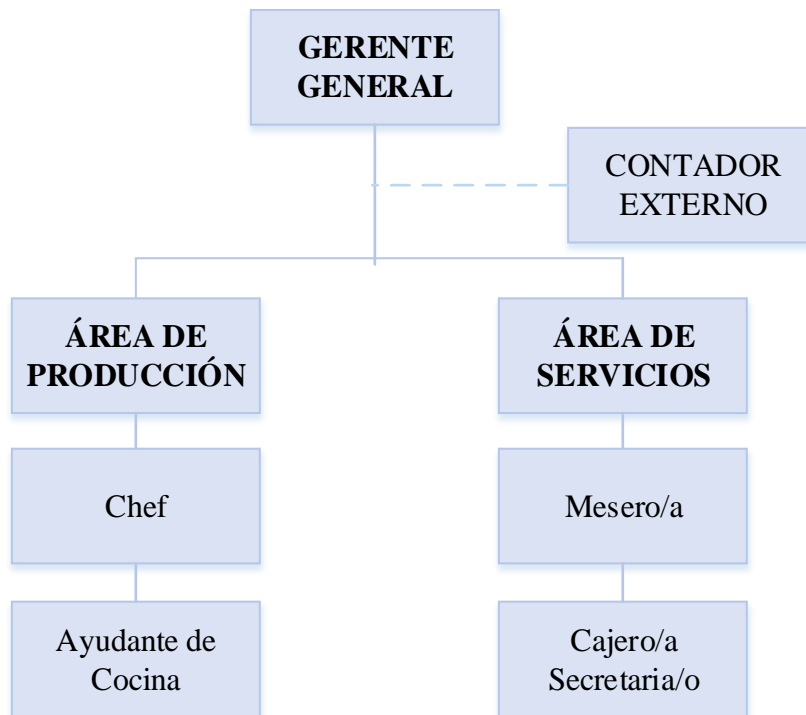 GERENTE
GENERAL
CONTADOR
EXTERNO
ÁREA DE
PRODUCCIÓN
ÁREA DE
SERVICIOS
Chef
Mesero/a
Ayudante de
Cocina
Cajero/a
Secretaria/o